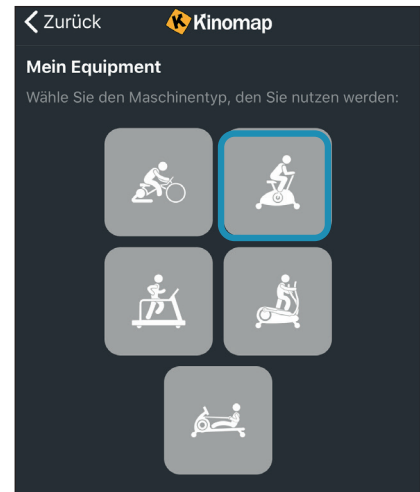 Zurück
Kinomap
Mein Equipment
Wähle Sie den Maschinentyp, den Sie nutzen werden: